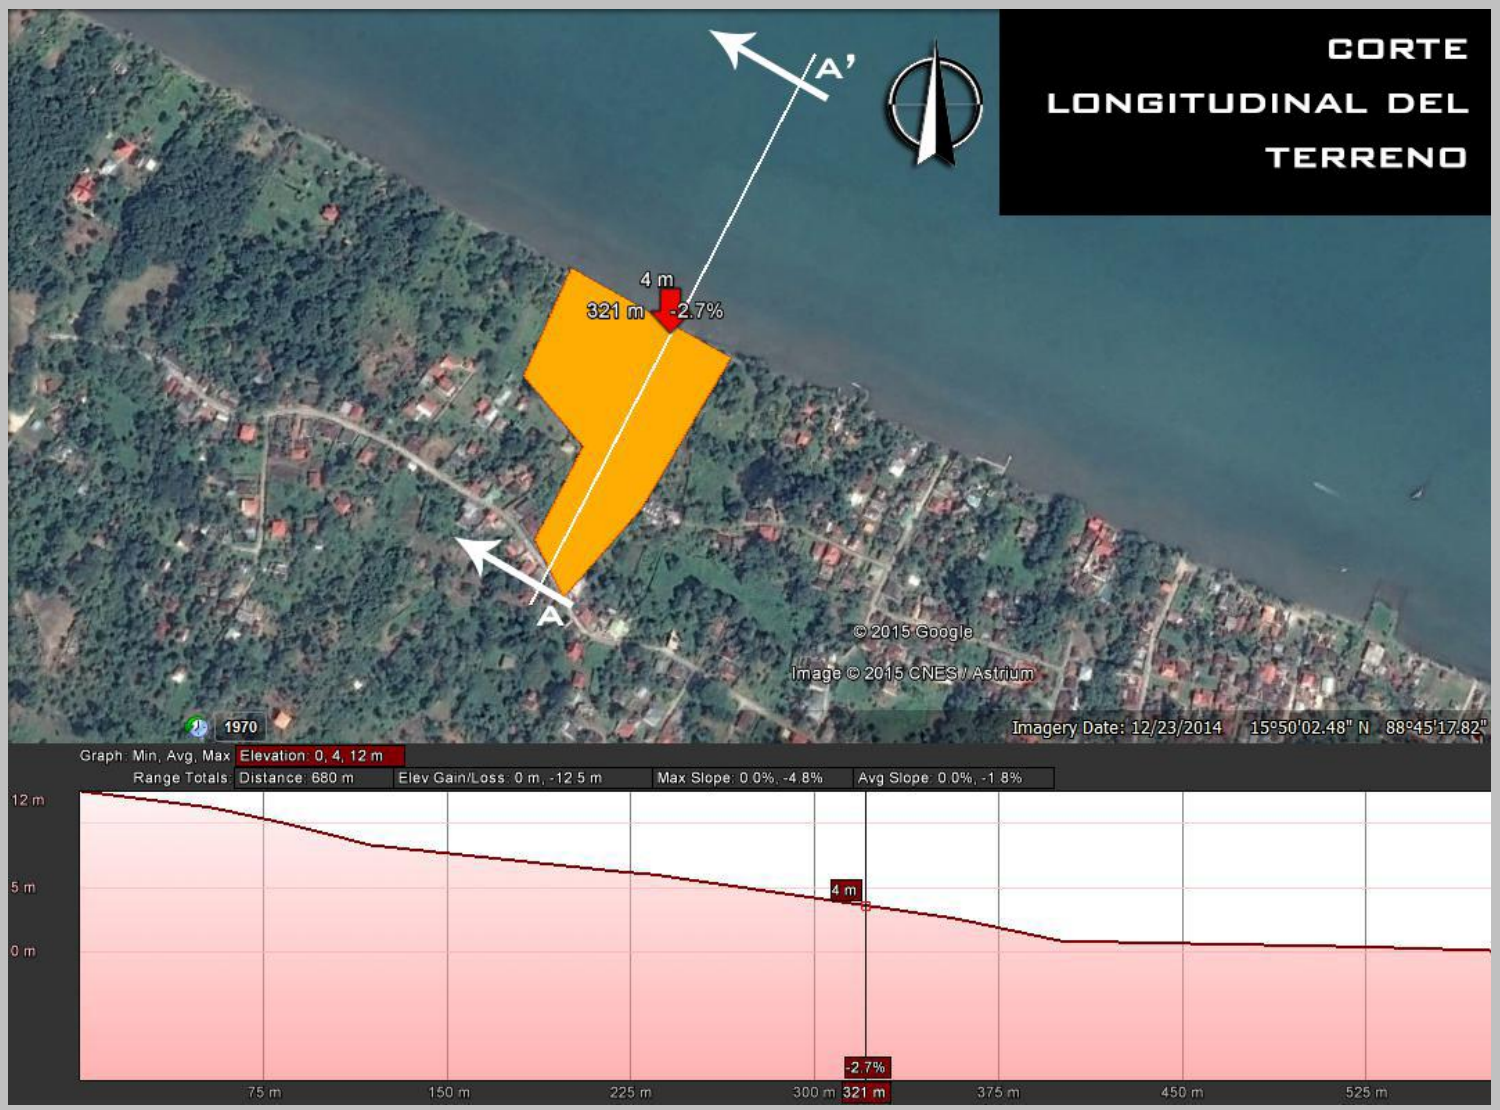 CORTE
LONGITUDINAL DEL
TERRENO
A'
4 m
321 m -2.7%
A
© 2015 Google
Image © 2015 CNES / Astrium
1970
Imagery Date: 12/23/2014 15°50'02.48" N 88°45'17.82"
Graph: Min, Avg, Max Elevation: 0, 4, 12 m
Range Totals: Distance: 680 m Elev Gain/Loss: 0 m, -12.5 m Max Slope: 0.0%, -4.8% Avg Slope: 0.0%, -1.8%
12 m
5 m
4 m
0 m
-2.7%
75 m 150 m 225 m 300 m 321 m 375 m 450 m 525 m